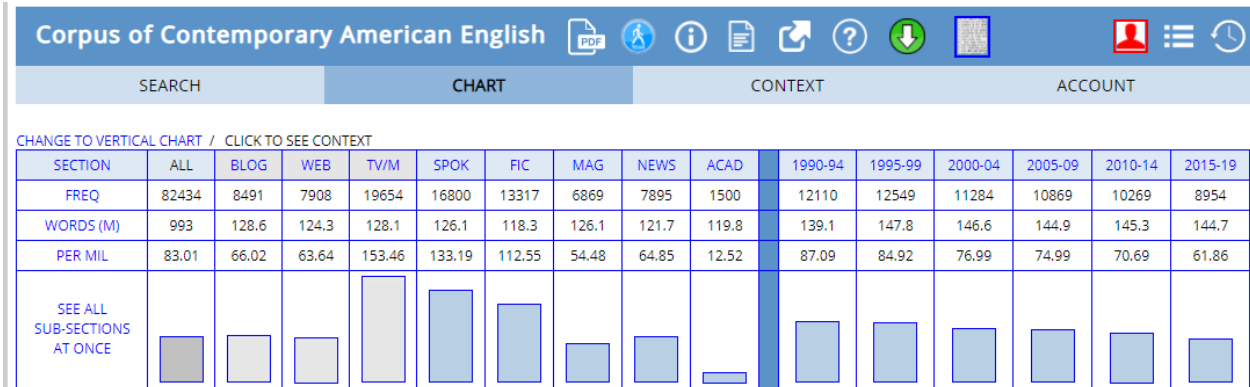 Corpus of Contemporary American English PDF
SEARCH CHART CONTEXT ACCOUNT
CHANGE TO VERTICAL CHART / CLICK TO SEE CONTEXT
SECTION ALL BLOG WEB TV/M SPOK FIC MAG NEWS ACAD 1990-94 1995-99 2000-04 2005-09 2010-14 2015-19
FREQ 82434 8491 7908 19654 16800 13317 6869 7895 1500 12110 12549 11284 10869 10269 8954
WORDS (M) 993 128.6 124.3 128.1 126.1 118.3 126.1 121.7 119.8 139.1 147.8 146.6 144.9 145.3 144.7
PER MIL 83.01 66.02 63.64 153.46 133.19 112.55 54.48 64.85 12.52 87.09 84.92 76.99 74.99 70.69 61.86
SEE ALL
SUB-SECTIONS
AT ONCE